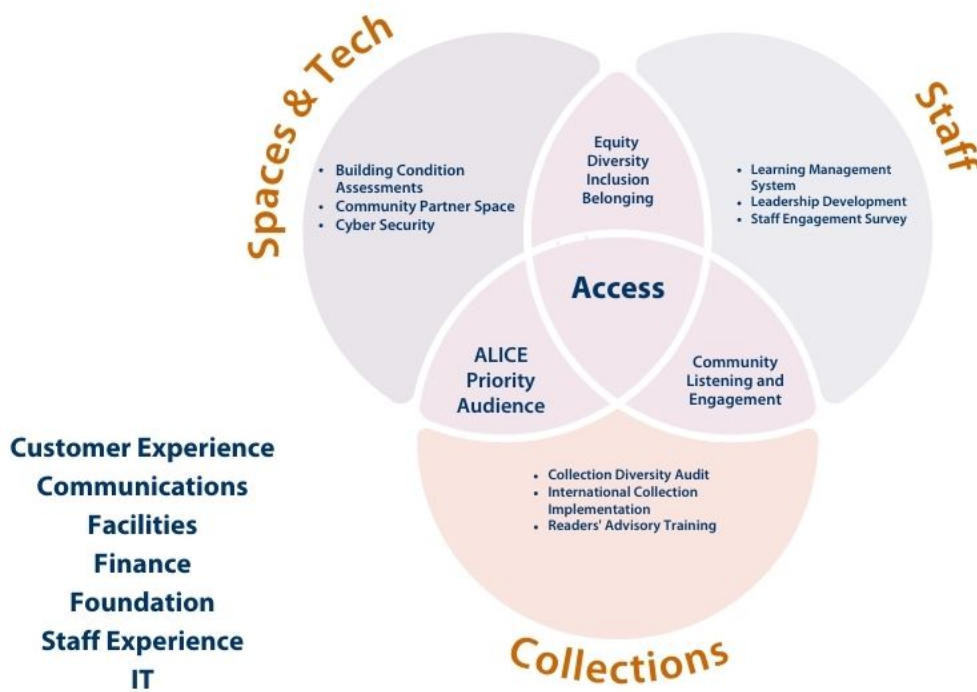 Spaces & Tech
Staff
Equity
Diversity
Inclusion
Belonging
• Building Condition
Assessments
• Community Partner Space
• Cyber Security
• Learning Management
System
• Leadership Development
• Staff Engagement Survey
Access
ALICE
Priority
Audience
Community
Listening and
Engagement
Customer Experience
Communications
Facilities
Finance
Foundation
Staff Experience
IT
• Collection Diversity Audit
• International Collection
Implementation
• Readers' Advisory Training
Collections